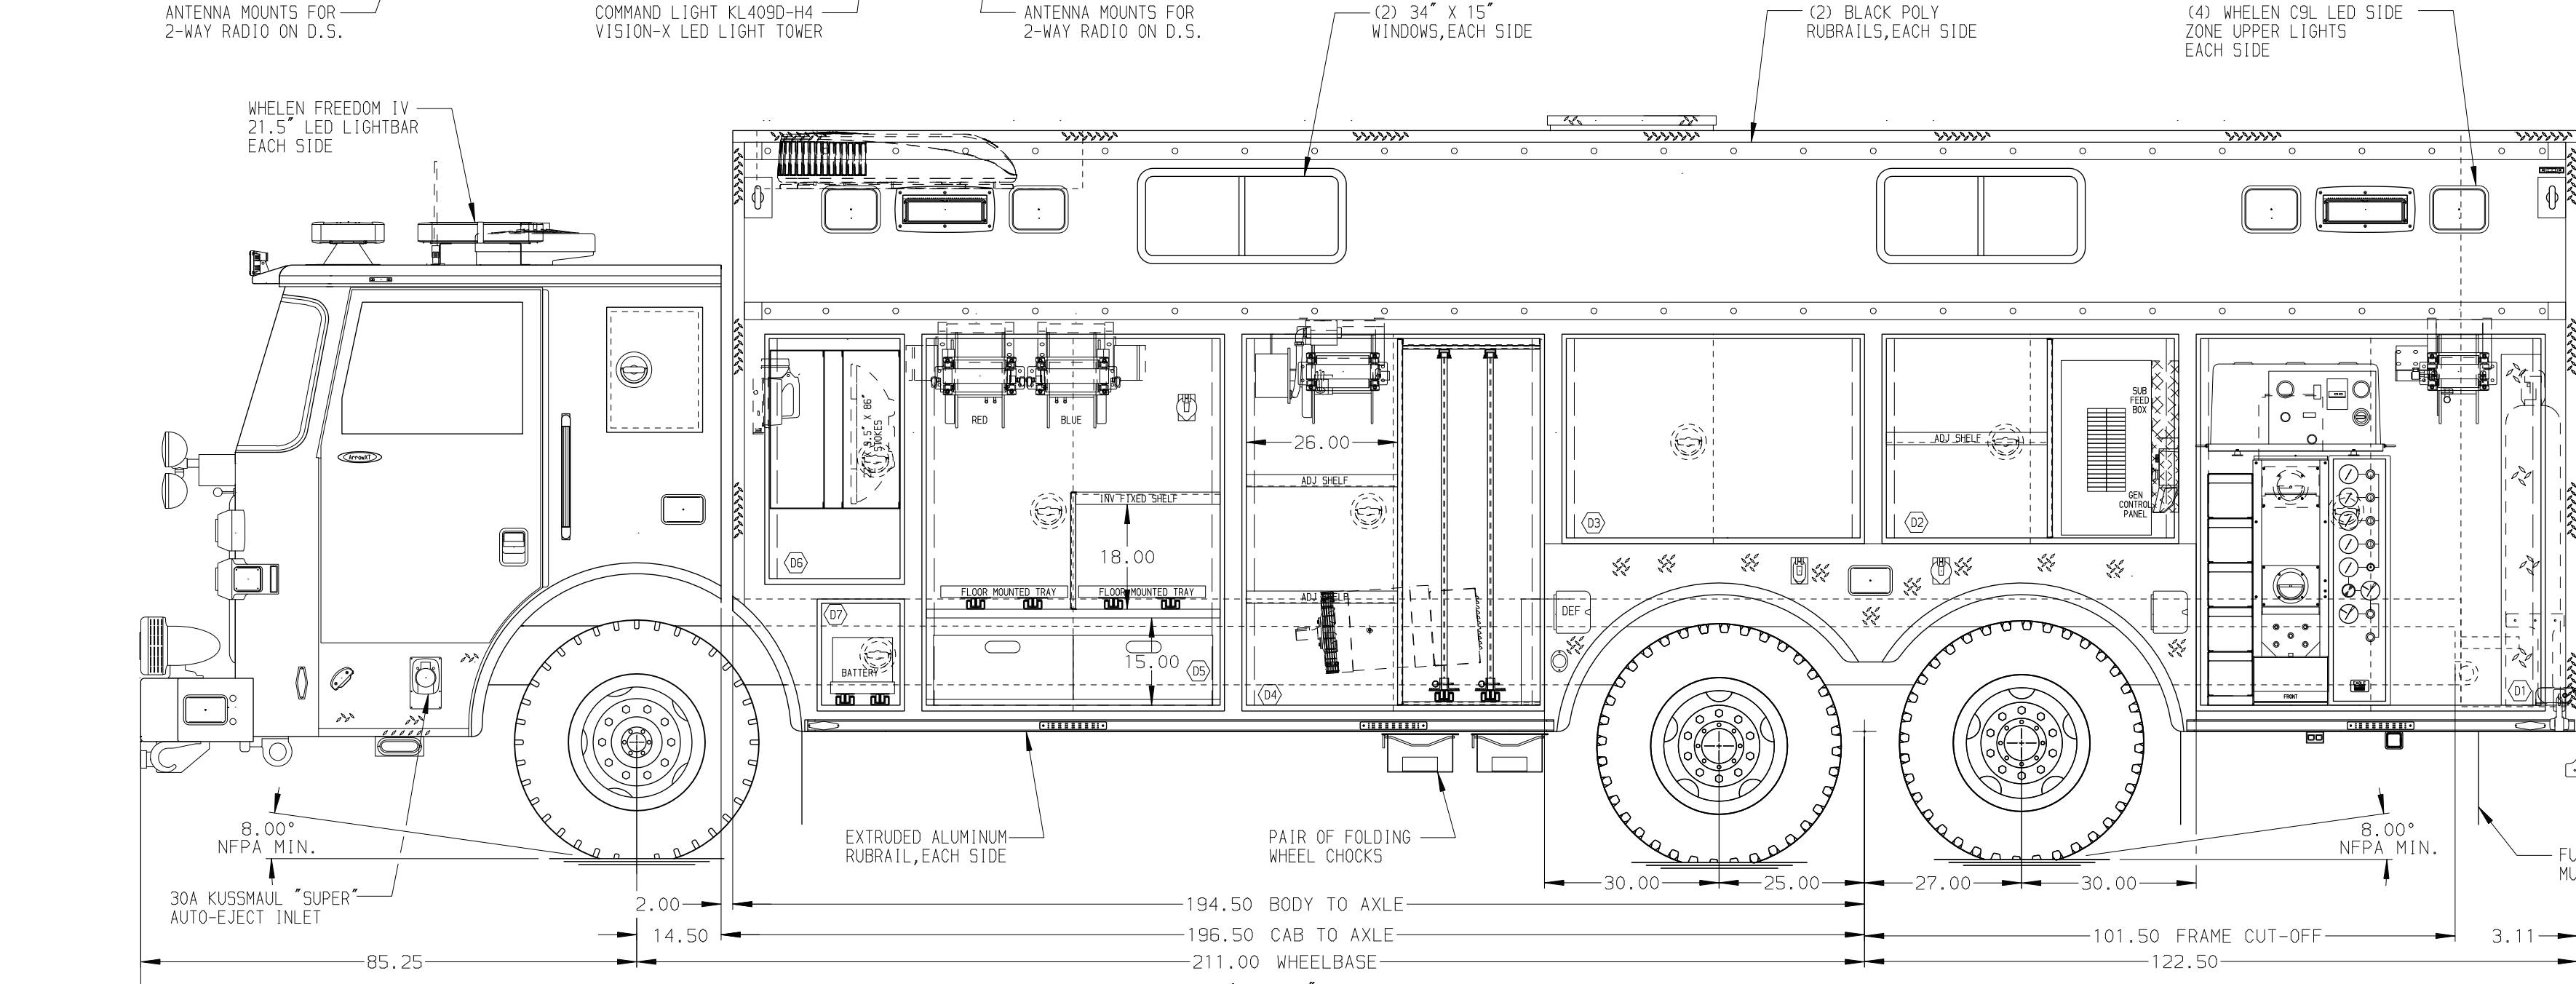 ANTENNA MOUNTS FOR
2-WAY RADIO ON D.S.
COMMAND LIGHT KL409D-H4
VISION-X LED LIGHT TOWER
ANTENNA MOUNTS FOR
2-WAY RADIO ON D.S.
(2) 34" X 15"
WINDOWS,EACH SIDE
(2) BLACK POLY
RUBRAILS,EACH SIDE
(4) WHELEN C9L LED SIDE
ZONE UPPER LIGHTS
EACH SIDE
WHELEN FREEDOM IV
21.5" LED LIGHTBAR
EACH SIDE
ArrowXT
STOKES
RED
BLUE
INV FIXED SHELF
18.00
FLOOR MOUNTED TRAY
FLOOR MOUNTED TRAY
15.00
D6
D7
BATTERY
D5
26.00
ADJ SHELF
ADJ SHELF
D4
D3
DEF
ADJ SHELF
D2
SUB
FEED
BOX
GEN
CONTROL
PANEL
FRONT
D1
8.00°
NFPA MIN.
30A KUSSMAUL "SUPER"
AUTO-EJECT INLET
EXTRUDED ALUMINUM
RUBRAIL,EACH SIDE
PAIR OF FOLDING
WHEEL CHOCKS
8.00°
NFPA MIN.
FU
MU
30.00
25.00
27.00
30.00
2.00
194.50 BODY TO AXLE
14.50
196.50 CAB TO AXLE
101.50 FRAME CUT-OFF
3.11
85.25
211.00 WHEELBASE
122.50